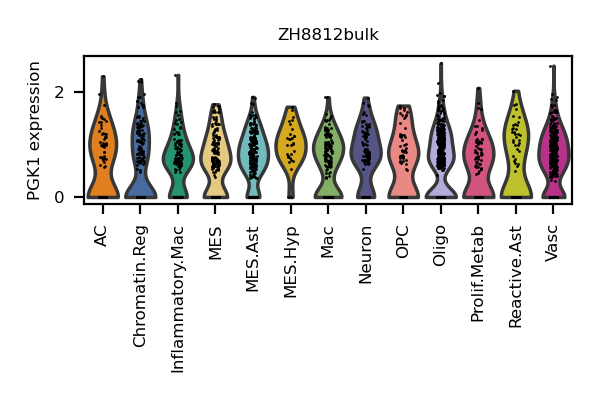 ZH8812bulk
PGK1 expression
2
0
AC
Chromatin.Reg
Inflammatory.Mac
MES
MES.Ast
MES.Hyp
Mac
Neuron
OPC
Oligo
Prolif.Metab
Reactive.Ast
Vasc